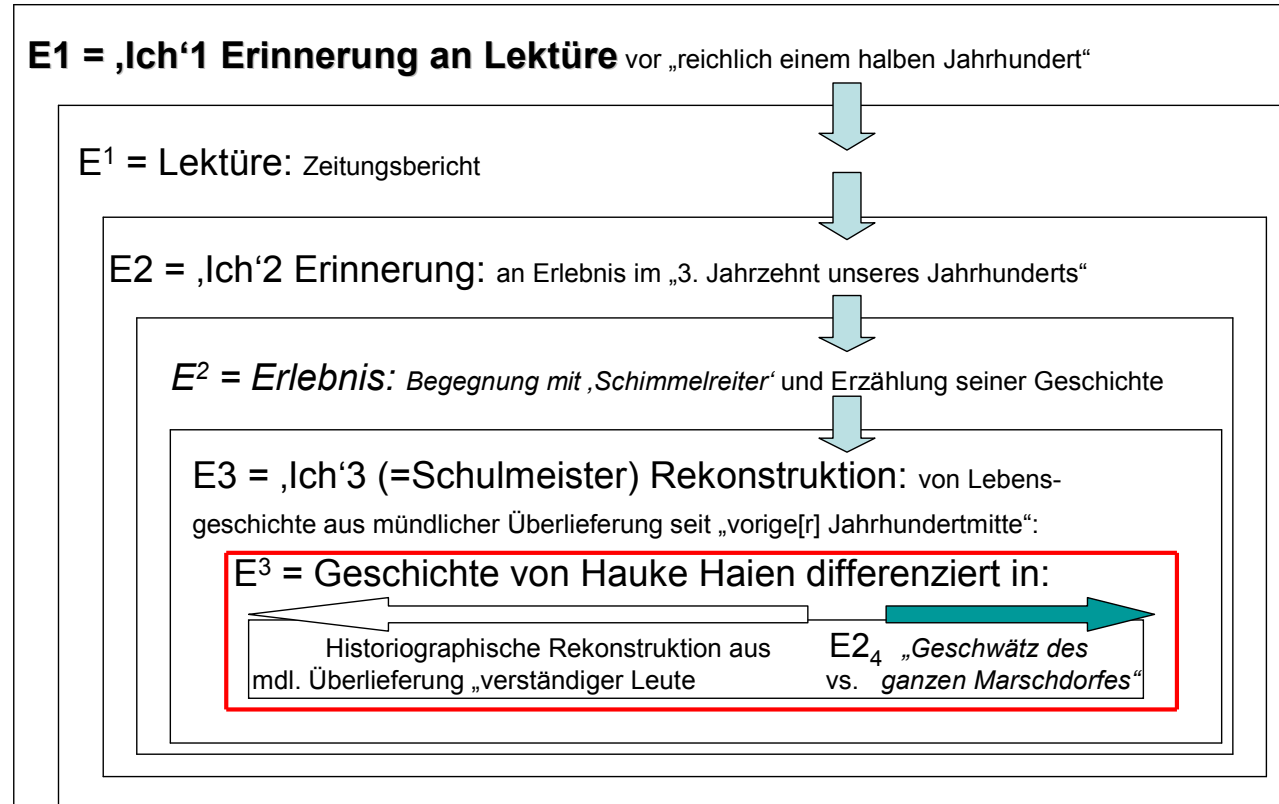 E1 = ‚Ich‘1 Erinnerung an Lektüre vor „reichlich einem halben Jahrhundert“
E¹ = Lektüre: Zeitungsbericht
E2 = ‚Ich‘2 Erinnerung: an Erlebnis im „3. Jahrzehnt unseres Jahrhunderts“
E² = Erlebnis: Begegnung mit ‚Schimmelreiter‘ und Erzählung seiner Geschichte
E3 = ‚Ich‘3 (=Schulmeister) Rekonstruktion: von Lebens-
geschichte aus mündlicher Überlieferung seit „vorige[r] Jahrhundertmitte“:
E³ = Geschichte von Hauke Haien differenziert in:
Historiographische Rekonstruktion aus E2₄ „Geschwätz des
mdl. Überlieferung „verständiger Leute vs. ganzen Marschdorfes“